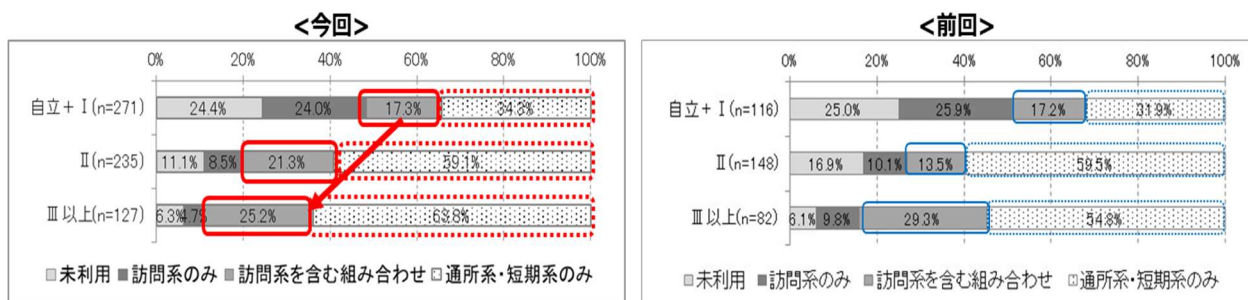 <今回>
0% 20% 40% 60% 80% 100%
自立+Ⅰ(n=271) 24.4% 24.0% 17.3% 34.3%
Ⅱ(n=235) 11.1% 8.5% 21.3% 59.1%
Ⅲ以上(n=127) 6.3% 4.7% 25.2% 63.8%
未利用 訪問系のみ 訪問系を含む組み合わせ 通所系・短期系のみ
<前回>
0% 20% 40% 60% 80% 100%
自立+Ⅰ(n=116) 25.0% 25.9% 17.2% 31.9%
Ⅱ(n=148) 16.9% 10.1% 13.5% 59.5%
Ⅲ以上(n=82) 6.1% 9.8% 29.3% 54.8%
未利用 訪問系のみ 訪問系を含む組み合わせ 通所系・短期系のみ